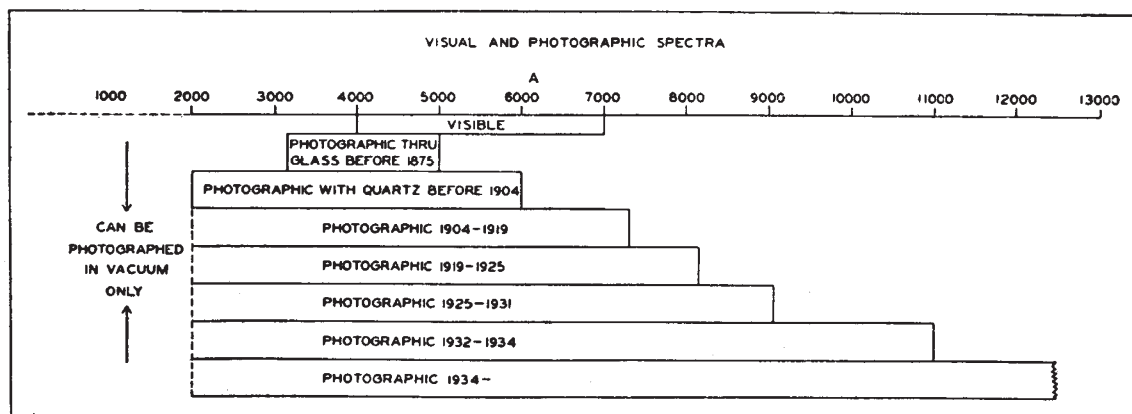 VISUAL AND PHOTOGRAPHIC SPECTRA
A
1000 2000 3000 4000 5000 6000 7000 8000 9000 10000 11000 12000 13000
VISIBLE
PHOTOGRAPHIC THRU
GLASS BEFORE 1875
PHOTOGRAPHIC WITH QUARTZ BEFORE 1904
PHOTOGRAPHIC 1904-1919
PHOTOGRAPHIC 1919-1925
PHOTOGRAPHIC 1925-1931
PHOTOGRAPHIC 1932-1934
PHOTOGRAPHIC 1934-
CAN BE
PHOTOGRAPHED
IN VACUUM
ONLY